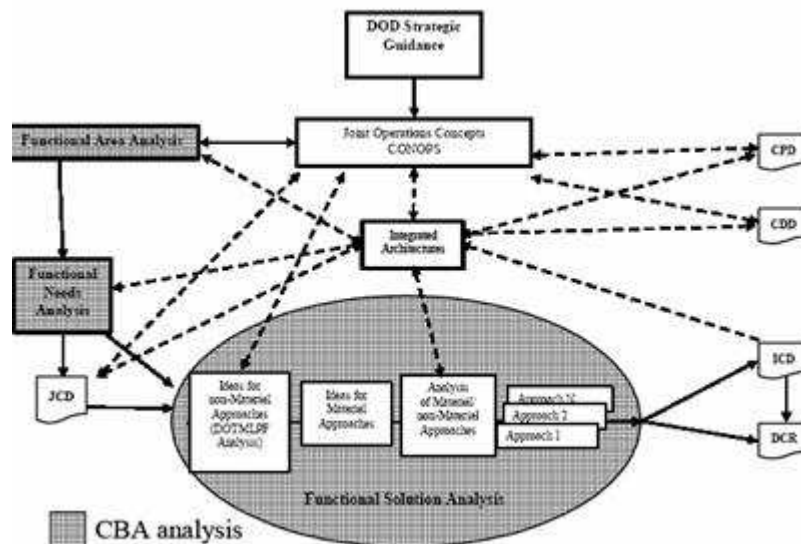 DOD Strategic
Guidance
Functional Area Analysis
Joint Operations Concepts
CONOPS
CPD
Integrated
Architectures
CDD
Functional
Needs
Analysis
JCD
Ideas for
non-Materiel
Approaches
(DOTMLPF
Analysis)
Ideas for
Material
Approaches
Analysis
of Materiel/
non-Materiel
Approaches
Approach N
Approach 2
Approach 1
ICD
DCR
Functional Solution Analysis
CBA analysis